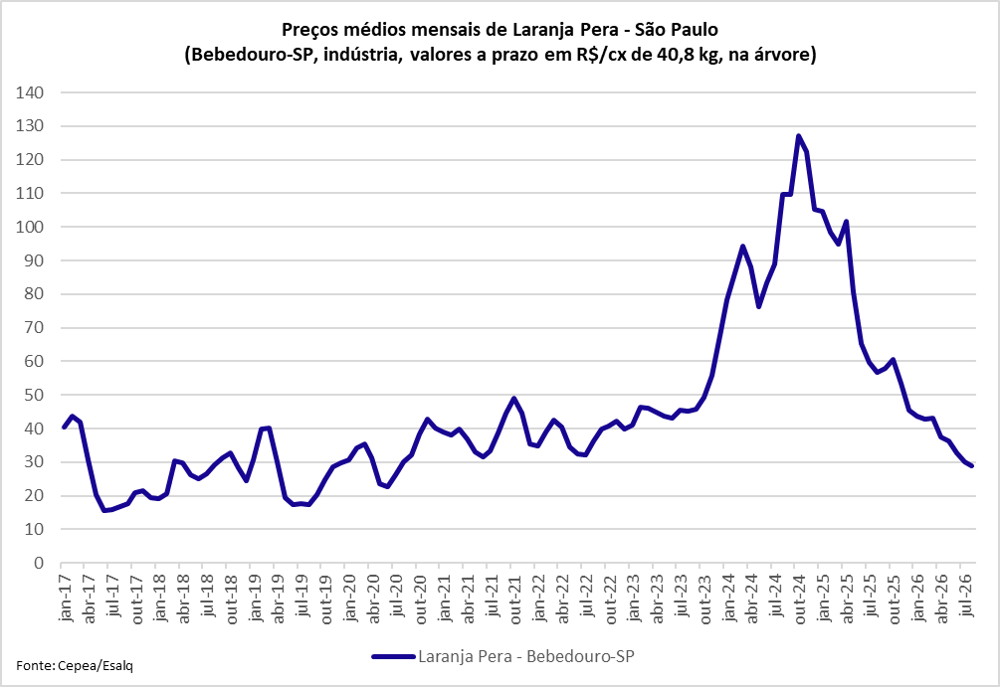 Preços médios mensais de Laranja Pera - São Paulo
(Bebedouro-SP, indústria, valores a prazo em R$/cx de 40,8 kg, na árvore)
140
130
120
110
100
90
80
70
60
50
40
30
20
10
0
jan-17
abr-17
jul-17
out-17
jan-18
abr-18
jul-18
out-18
jan-19
abr-19
jul-19
out-19
jan-20
abr-20
jul-20
out-20
jan-21
abr-21
jul-21
out-21
jan-22
abr-22
jul-22
out-22
jan-23
abr-23
jul-23
out-23
jan-24
abr-24
jul-24
out-24
jan-25
abr-25
jul-25
out-25
jan-26
abr-26
jul-26
Laranja Pera - Bebedouro-SP
Fonte: Cepea/Esalq